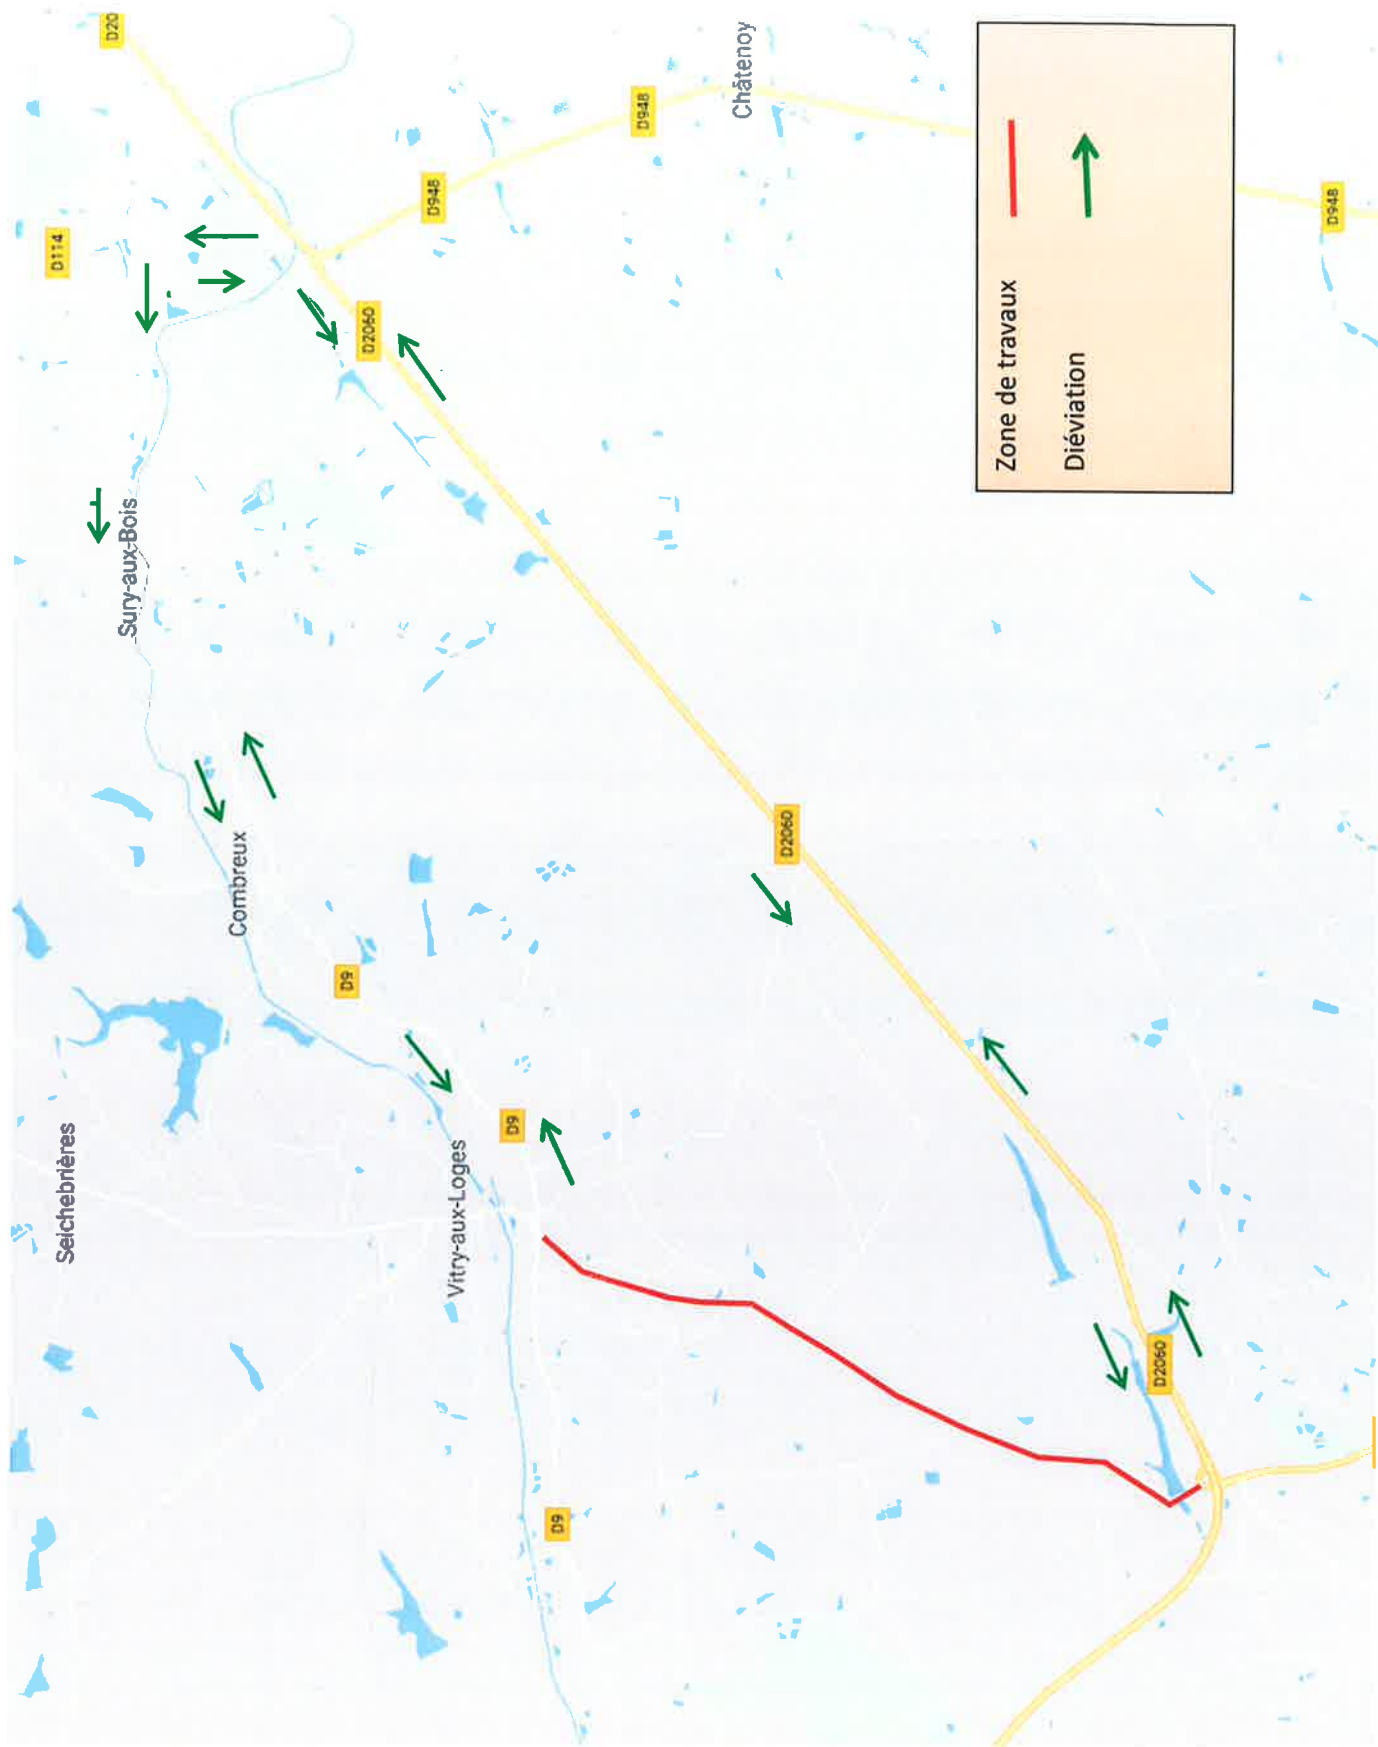 Seichebrières
Vitry-aux-Loges
Combreux
Sury-aux-Bois
Châtenoy
D9
D9
D9
D114
D20
D2060
D2060
D2060
D948
D948
D948
Zone de travaux
Diéviation